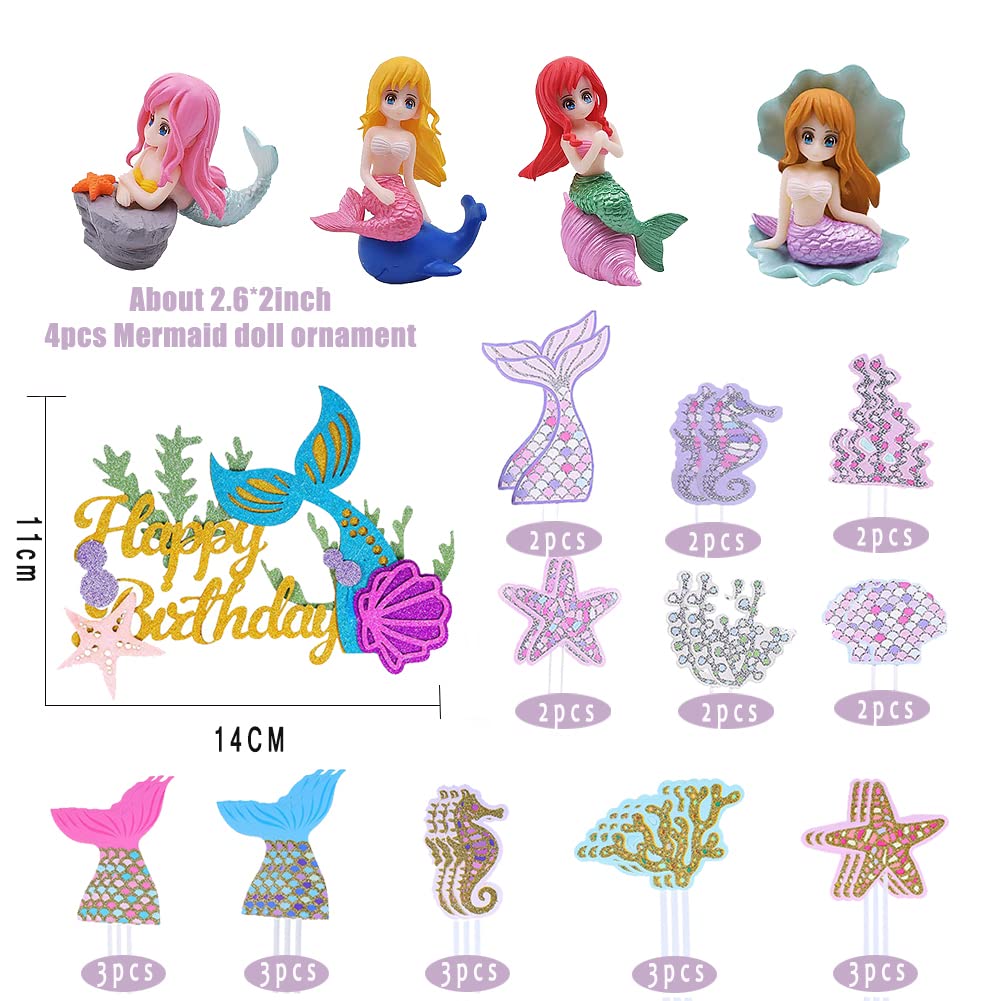 About 2.6*2inch
4pcs Mermaid doll ornament
11cm
Happy
Birthday
14CM
2pcs
2pcs
2pcs
2pcs
2pcs
2pcs
3pcs
3pcs
3pcs
3pcs
3pcs